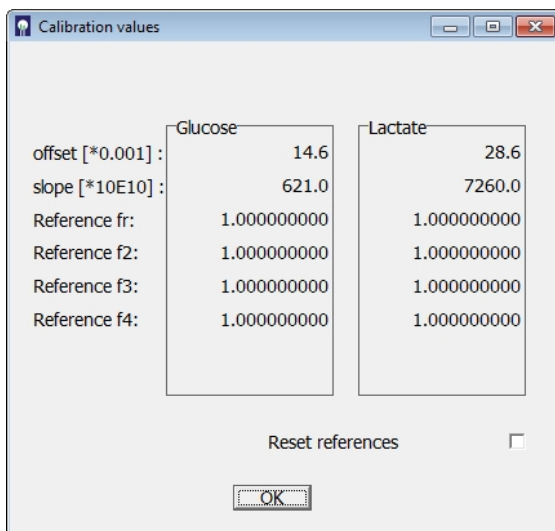 Calibration values
Glucose Lactate
offset [*0.001] : 14.6 28.6
slope [*10E10] : 621.0 7260.0
Reference fr: 1.000000000 1.000000000
Reference f2: 1.000000000 1.000000000
Reference f3: 1.000000000 1.000000000
Reference f4: 1.000000000 1.000000000
Reset references
OK